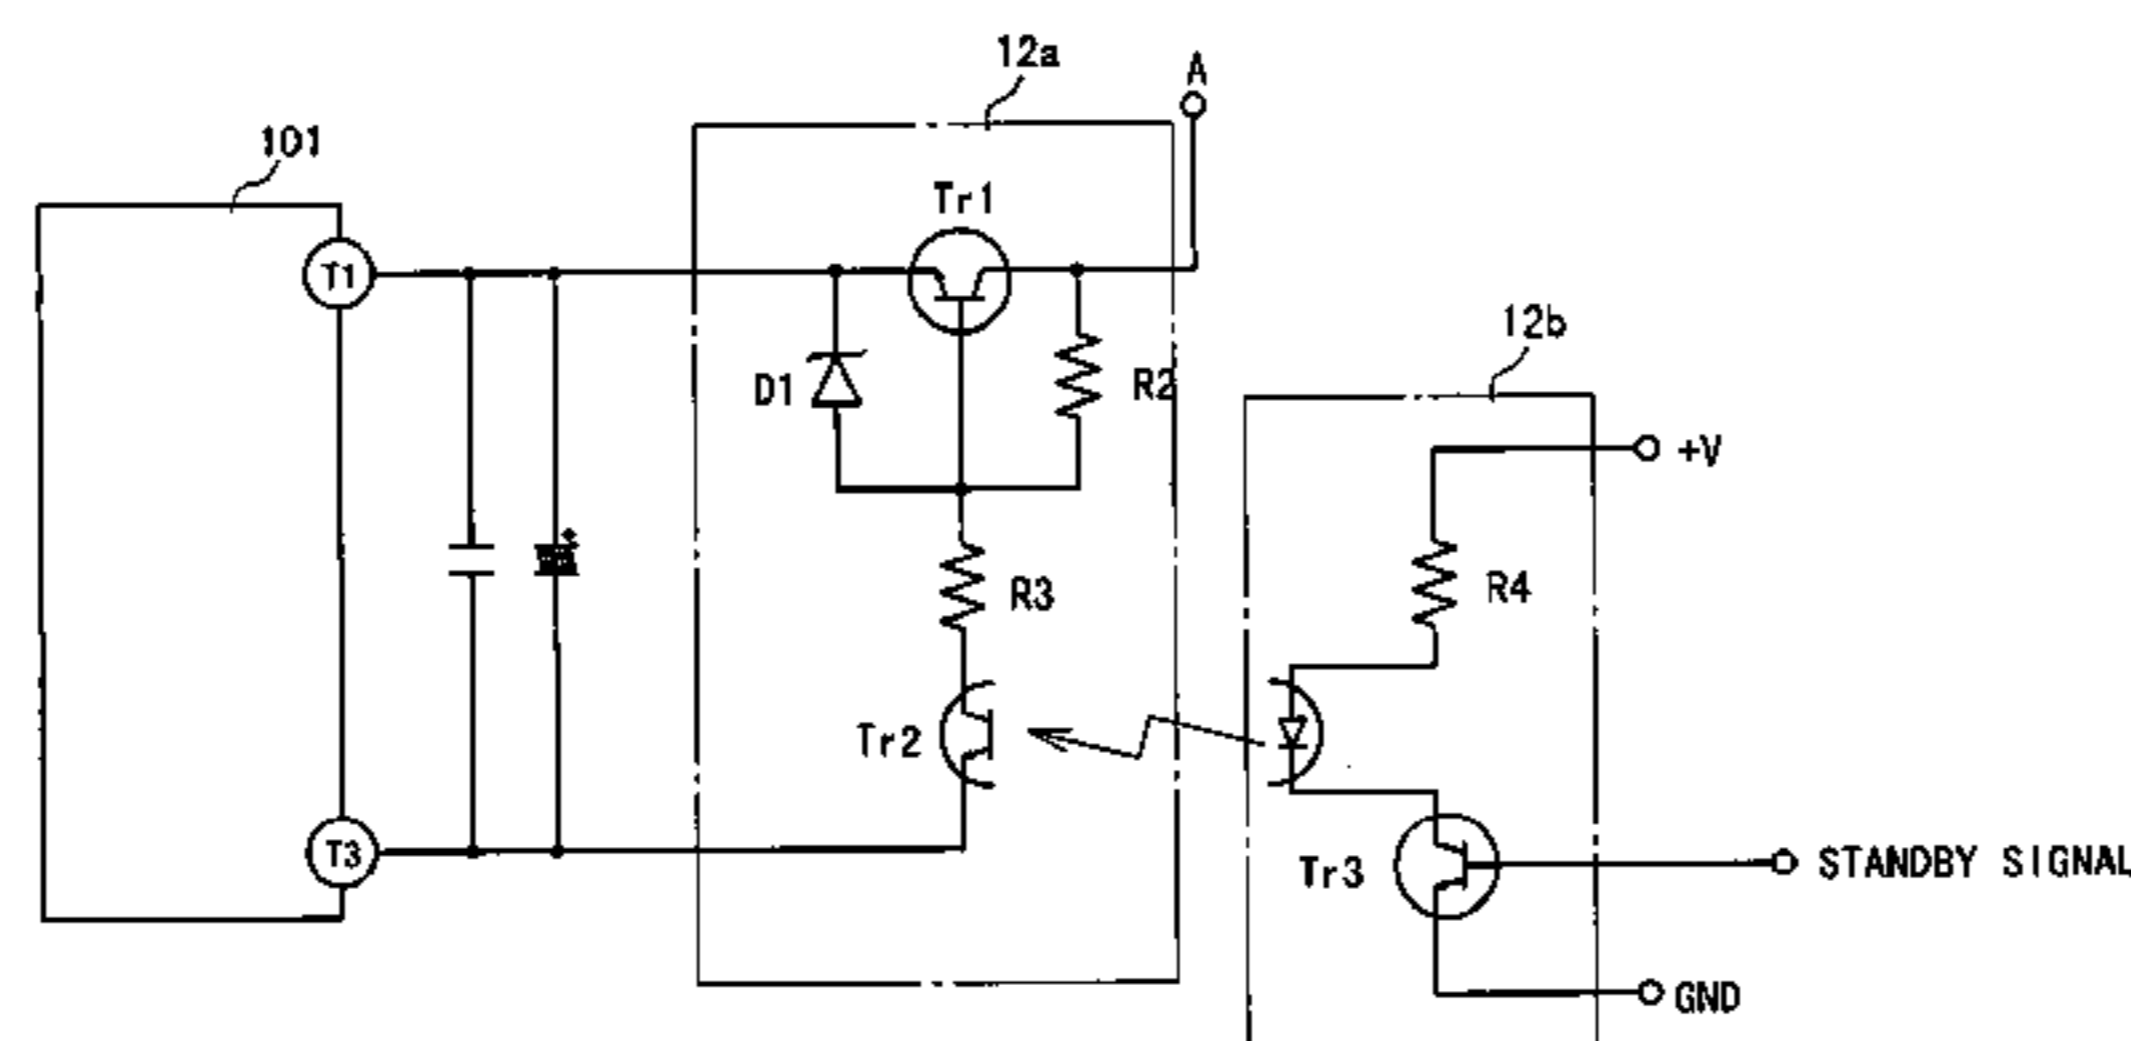 12a
A
101
Tr1
T1
12b
D1
R2
+V
R3
R4
Tr2
T3
Tr3
STANDBY SIGNAL
GND